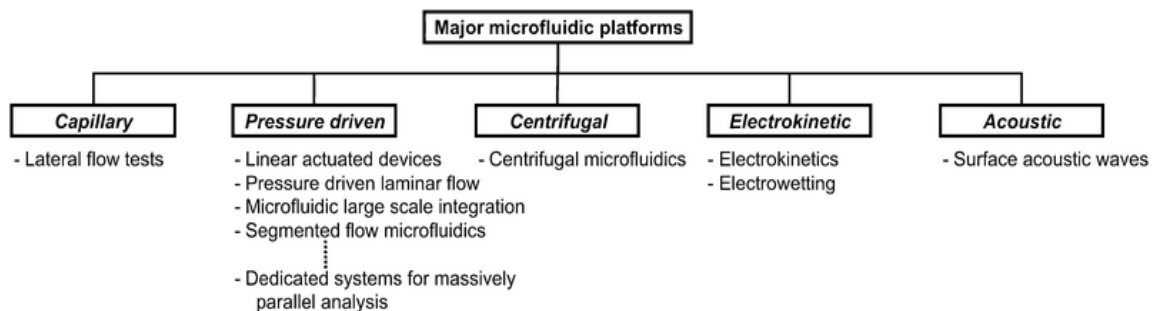 Major microfluidic platforms
Capillary
- Lateral flow tests
Pressure driven
- Linear actuated devices
- Pressure driven laminar flow
- Microfluidic large scale integration
- Segmented flow microfluidics
- Dedicated systems for massively
parallel analysis
Centrifugal
- Centrifugal microfluidics
Electrokinetic
- Electrokinetics
- Electrowetting
Acoustic
- Surface acoustic waves